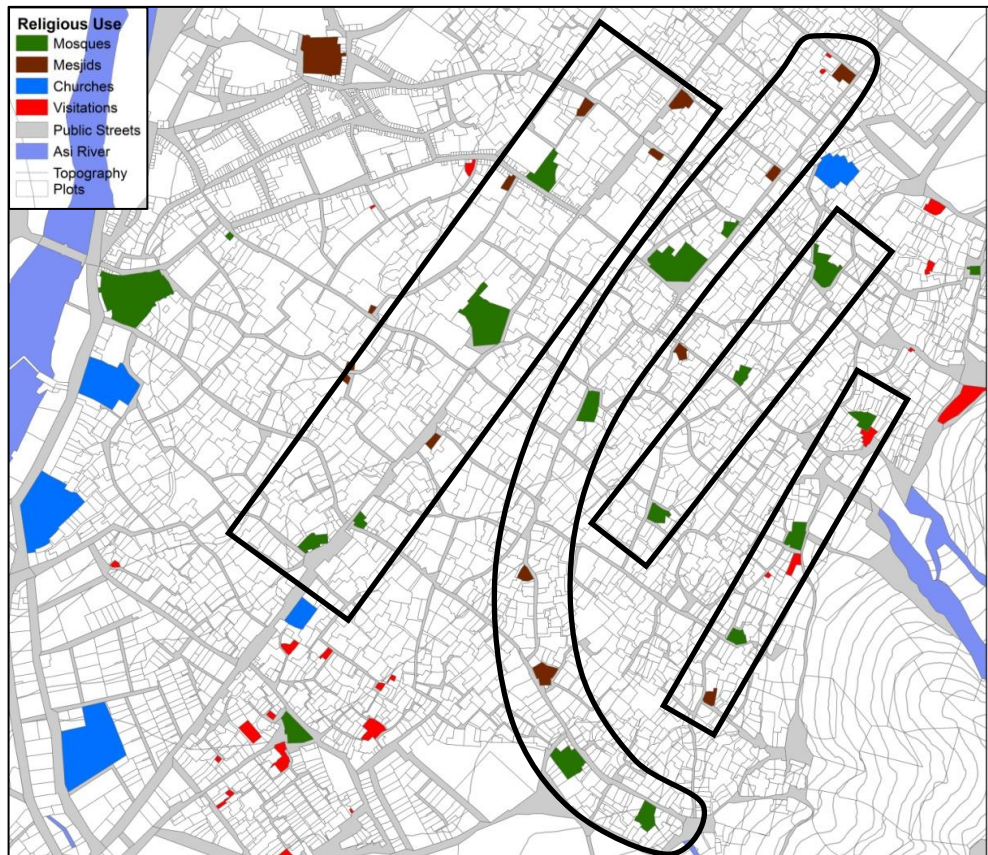 Religious Use
Mosques
Mesjids
Churches
Visitations
Public Streets
Asi River
Topography
Plots